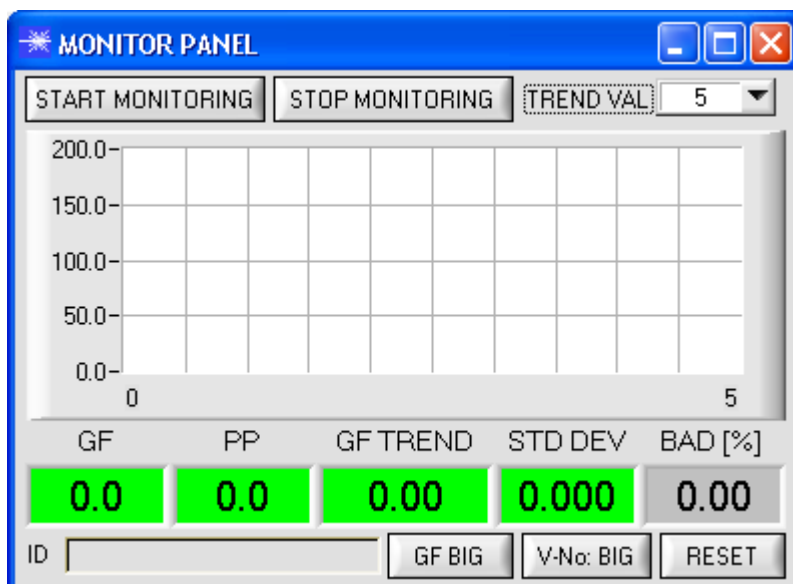 MONITOR PANEL
START MONITORING STOP MONITORING TREND VAL 5
200.0
150.0
100.0
50.0
0.0
0 5
GF PP GF TREND STD DEV BAD [%]
0.0 0.0 0.00 0.000 0.00
ID GF BIG V-No: BIG RESET